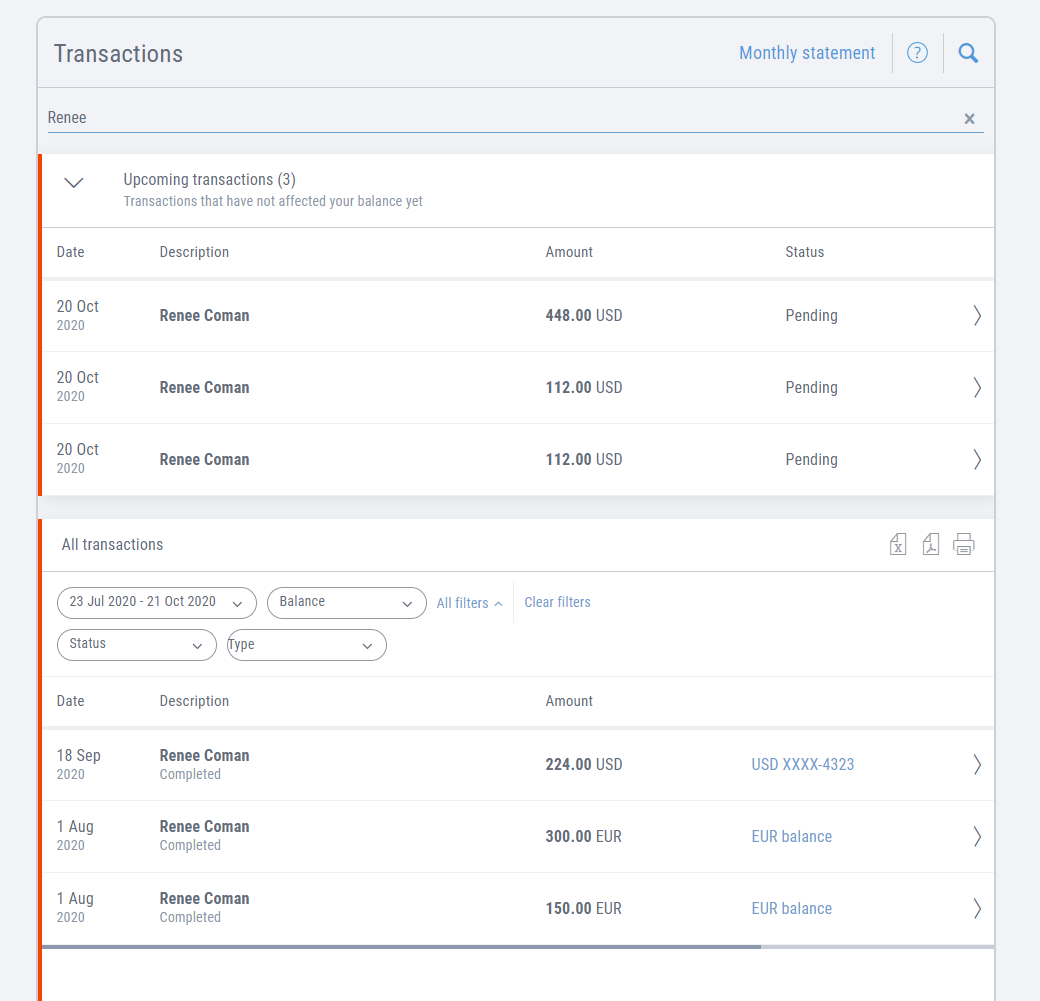 Transactions
Monthly statement
?
Renee
Upcoming transactions (3)
Transactions that have not affected your balance yet
Date Description Amount Status
20 Oct
2020
Renee Coman 448.00 USD Pending
20 Oct
2020
Renee Coman 112.00 USD Pending
20 Oct
2020
Renee Coman 112.00 USD Pending
All transactions
23 Jul 2020 - 21 Oct 2020 Balance All filters Clear filters
Status Type
Date Description Amount
18 Sep Renee Coman
2020 Completed
224.00 USD USD XXXX-4323
1 Aug Renee Coman
2020 Completed
300.00 EUR EUR balance
1 Aug Renee Coman
2020 Completed
150.00 EUR EUR balance